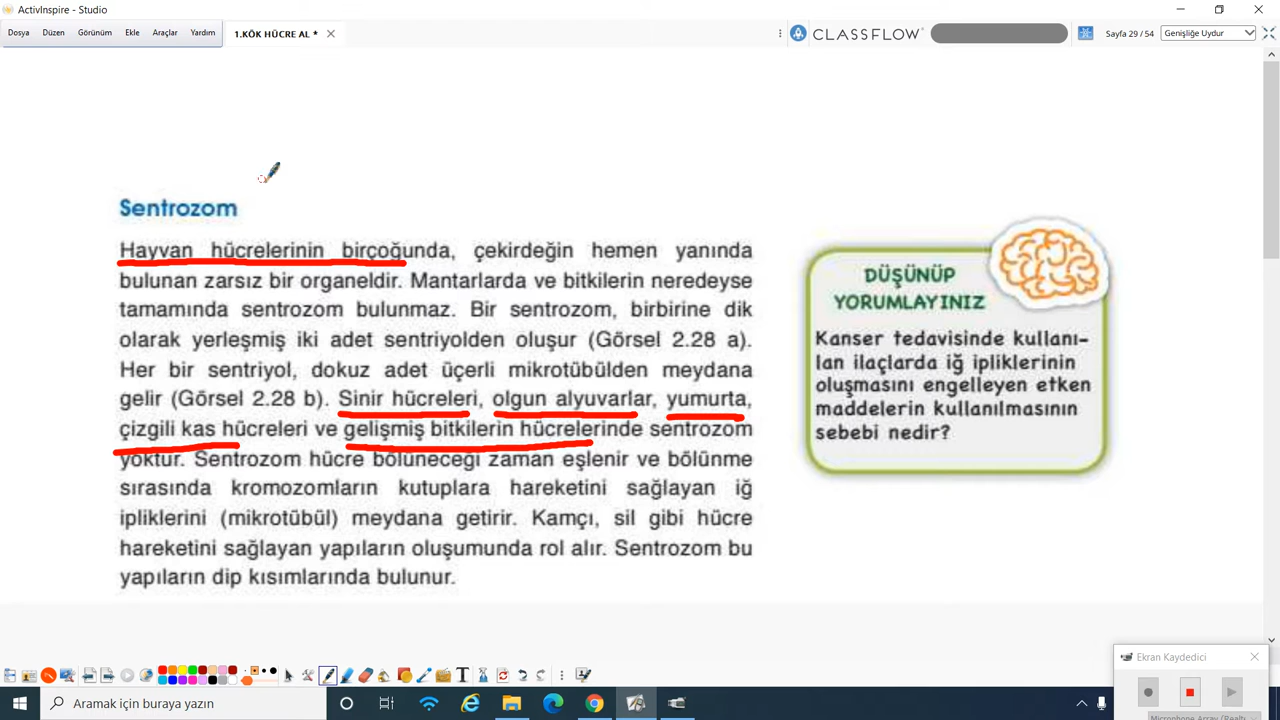 ActivInspire - Studio
Dosya Düzen Görünüm Ekle Araçlar Yardım
1.KÖK HÜCRE AL *
CLASSFLOW
Sayfa 29 / 54
Genişliğe Uydur
Sentrozom
Hayvan hücrelerinin birçoğunda, çekirdeğin hemen yanında
bulunan zarsız bir organeldir. Mantarlarda ve bitkilerin neredeyse
tamamında sentrozom bulunmaz. Bir sentrozom, birbirine dik
olarak yerleşmiş iki adet sentriyolden oluşur (Görsel 2.28 a).
Her bir sentriyol, dokuz adet üçerli mikrotübülden meydana
gelir (Görsel 2.28 b). Sinir hücreleri, olgun alyuvarlar, yumurta,
çizgili kas hücreleri ve gelişmiş bitkilerin hücrelerinde sentrozom
yoktur. Sentrozom hücre bölüneceği zaman eşlenir ve bölünme
sırasında kromozomların kutuplara hareketini sağlayan iğ
ipliklerini (mikrotübül) meydana getirir. Kamçı, sil gibi hücre
hareketini sağlayan yapıların oluşumunda rol alır. Sentrozom bu
yapıların dip kısımlarında bulunur.
DÜŞÜNÜP
YORUMLAYINIZ
Kanser tedavisinde kullanı-
lan ilaçlarda iğ ipliklerinin
oluşmasını engelleyen etken
maddelerin kullanılmasının
sebebi nedir?
Ekran Kaydedici
Microphone Array (Realt
Aramak için buraya yazın